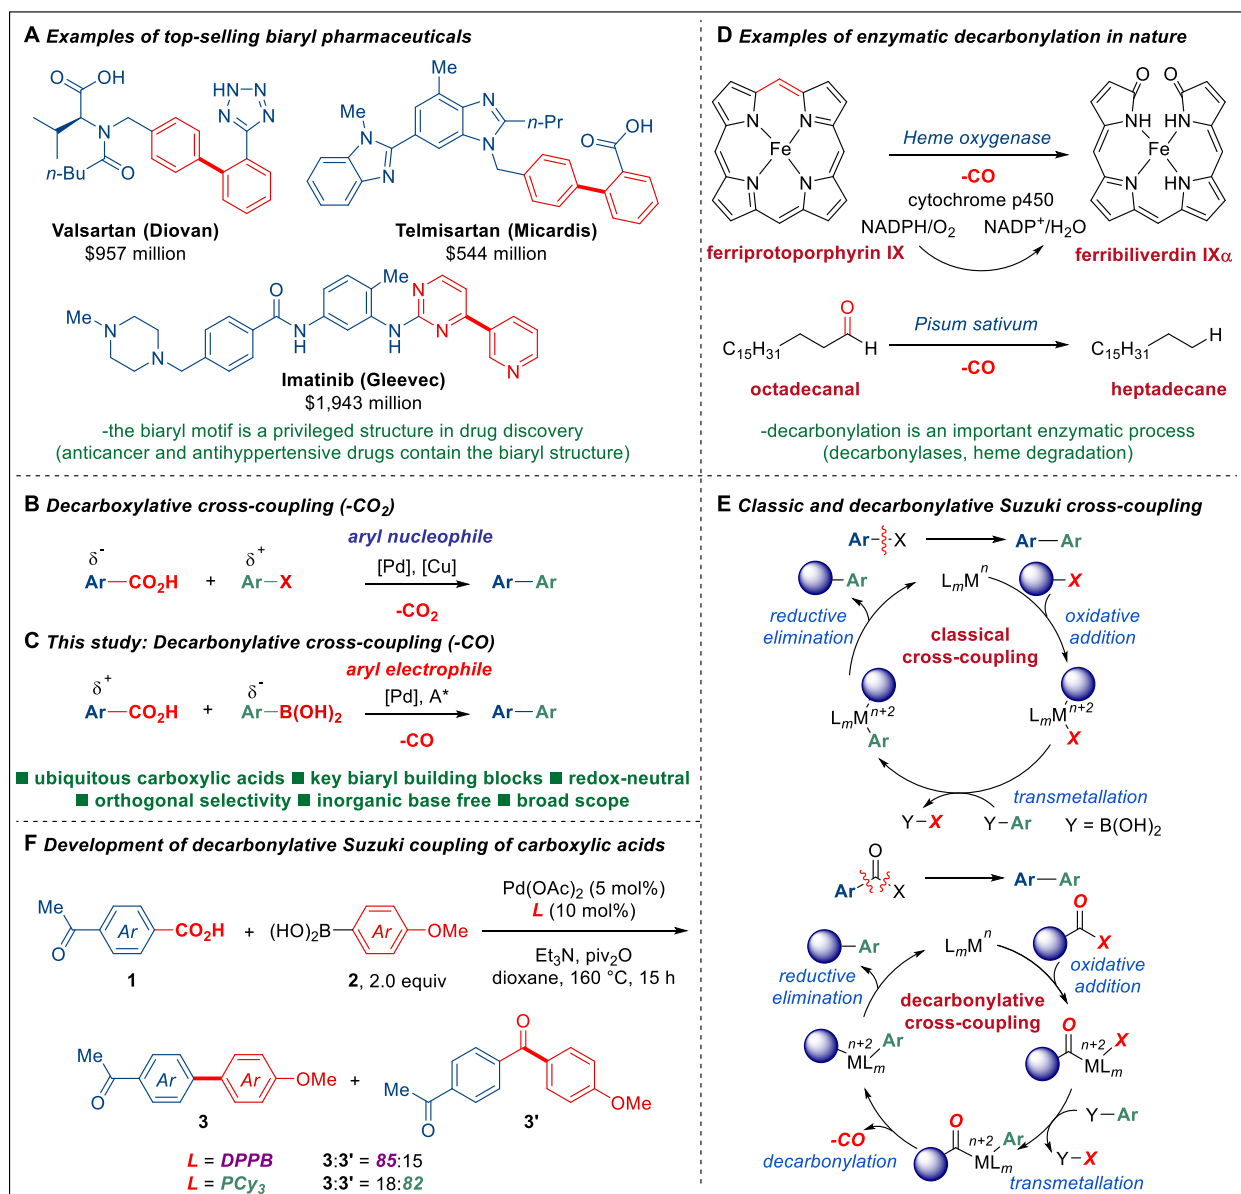 A Examples of top-selling biaryl pharmaceuticals
O
OH
Me
Me
N
O
n-Bu
2H
N
N
N
N
Valsartan (Diovan)
$957 million
Me
Me
N
N
N
N
n-Pr
O
OH
Telmisartan (Micardis)
$544 million
Me
N
N
O
N
H
Me
N
H
N
N
N
Imatinib (Gleevec)
$1,943 million
-the biaryl motif is a privileged structure in drug discovery
(anticancer and antihyppertensive drugs contain the biaryl structure)
D Examples of enzymatic decarbonylation in nature
N
N
Fe
N
N
ferriprotoporphyrin IX
Heme oxygenase
-CO
cytochrome p450
NADPH/O2 NADP+/H2O
O
O
NH
HN
Fe
N
HN
ferribiliverdin IXα
C15H31
O
H
octadecanal
Pisum sativum
-CO
C15H31
H
heptadecane
-decarbonylation is an important enzymatic process
(decarbonylases, heme degradation)
B Decarboxylative cross-coupling (-CO2)
aryl nucleophile
δ- δ+
Ar—CO2H + Ar—X [Pd], [Cu] Ar—Ar
-CO2
C This study: Decarbonylative cross-coupling (-CO)
aryl electrophile
δ+ δ-
Ar—CO2H + Ar—B(OH)2 [Pd], A* Ar—Ar
-CO
■ ubiquitous carboxylic acids ■ key biaryl building blocks ■ redox-neutral
■ orthogonal selectivity ■ inorganic base free ■ broad scope
E Classic and decarbonylative Suzuki cross-coupling
Ar X Ar—Ar
Ar LmMn X
reductive elimination
oxidative addition
classical cross-coupling
LmM n+2 Ar
LmM n+2 X
transmetallation
Y—X Y—Ar Y = B(OH)2
O
Ar X Ar—Ar
Ar LmMn O X
reductive elimination
oxidative addition
decarbonylative cross-coupling
n+2 Ar MLm
O n+2 X MLm
Y—Ar
-CO
decarbonylation
O n+2 Ar MLm
Y—X
transmetallation
F Development of decarbonylative Suzuki coupling of carboxylic acids
Me
O
Ar
CO2H
1
+
(HO)2B
Ar
OMe
2, 2.0 equiv
Pd(OAc)2 (5 mol%)
L (10 mol%)
Et3N, piv2O
dioxane, 160 °C, 15 h
Me
O
Ar
Ar
OMe
3
+
O
Me
O
OMe
3'
L = DPPB 3:3' = 85:15
L = PCy3 3:3' = 18:82